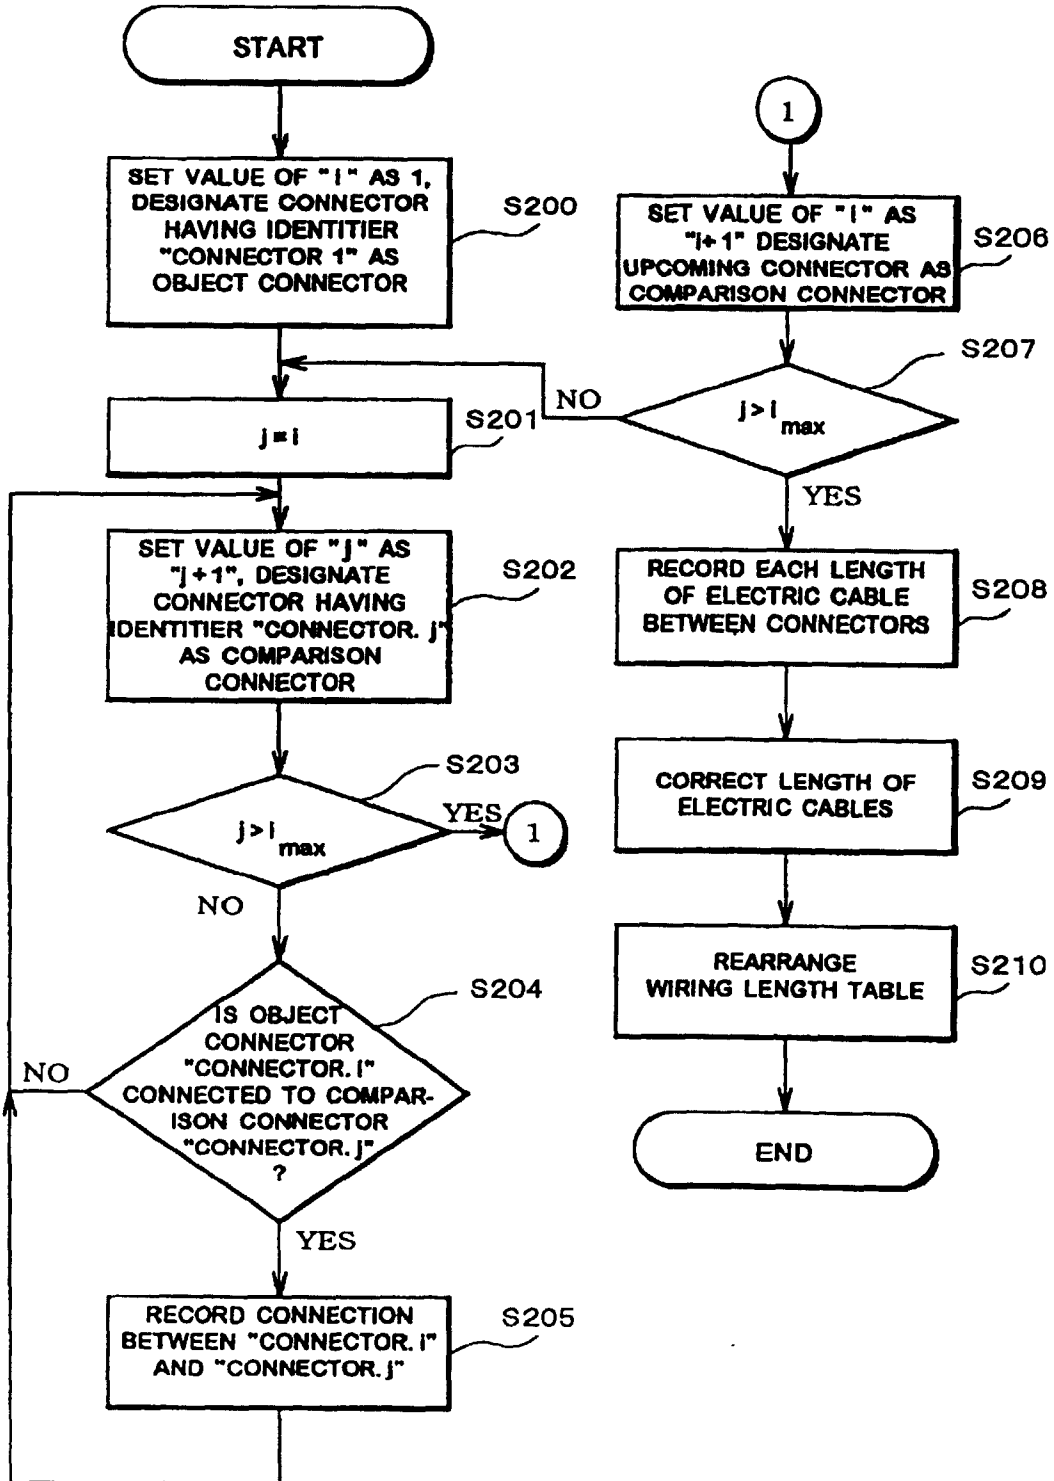 START
SET VALUE OF "i" AS 1,
DESIGNATE CONNECTOR
HAVING IDENTITIER
"CONNECTOR 1" AS
OBJECT CONNECTOR
S200
j = i
S201
SET VALUE OF "j" AS
"j+1", DESIGNATE
CONNECTOR HAVING
IDENTITIER "CONNECTOR. j"
AS COMPARISON
CONNECTOR
S202
S203
j > i max
YES
1
NO
S204
IS OBJECT
CONNECTOR
"CONNECTOR. i"
CONNECTED TO COMPAR-
ISON CONNECTOR
"CONNECTOR. j"
?
NO
YES
RECORD CONNECTION
BETWEEN "CONNECTOR. i"
AND "CONNECTOR. j"
S205
1
SET VALUE OF "i" AS
"i+1" DESIGNATE
UPCOMING CONNECTOR AS
COMPARISON CONNECTOR
S206
S207
j > i max
NO
YES
RECORD EACH LENGTH
OF ELECTRIC CABLE
BETWEEN CONNECTORS
S208
CORRECT LENGTH OF
ELECTRIC CABLES
S209
REARRANGE
WIRING LENGTH TABLE
S210
END